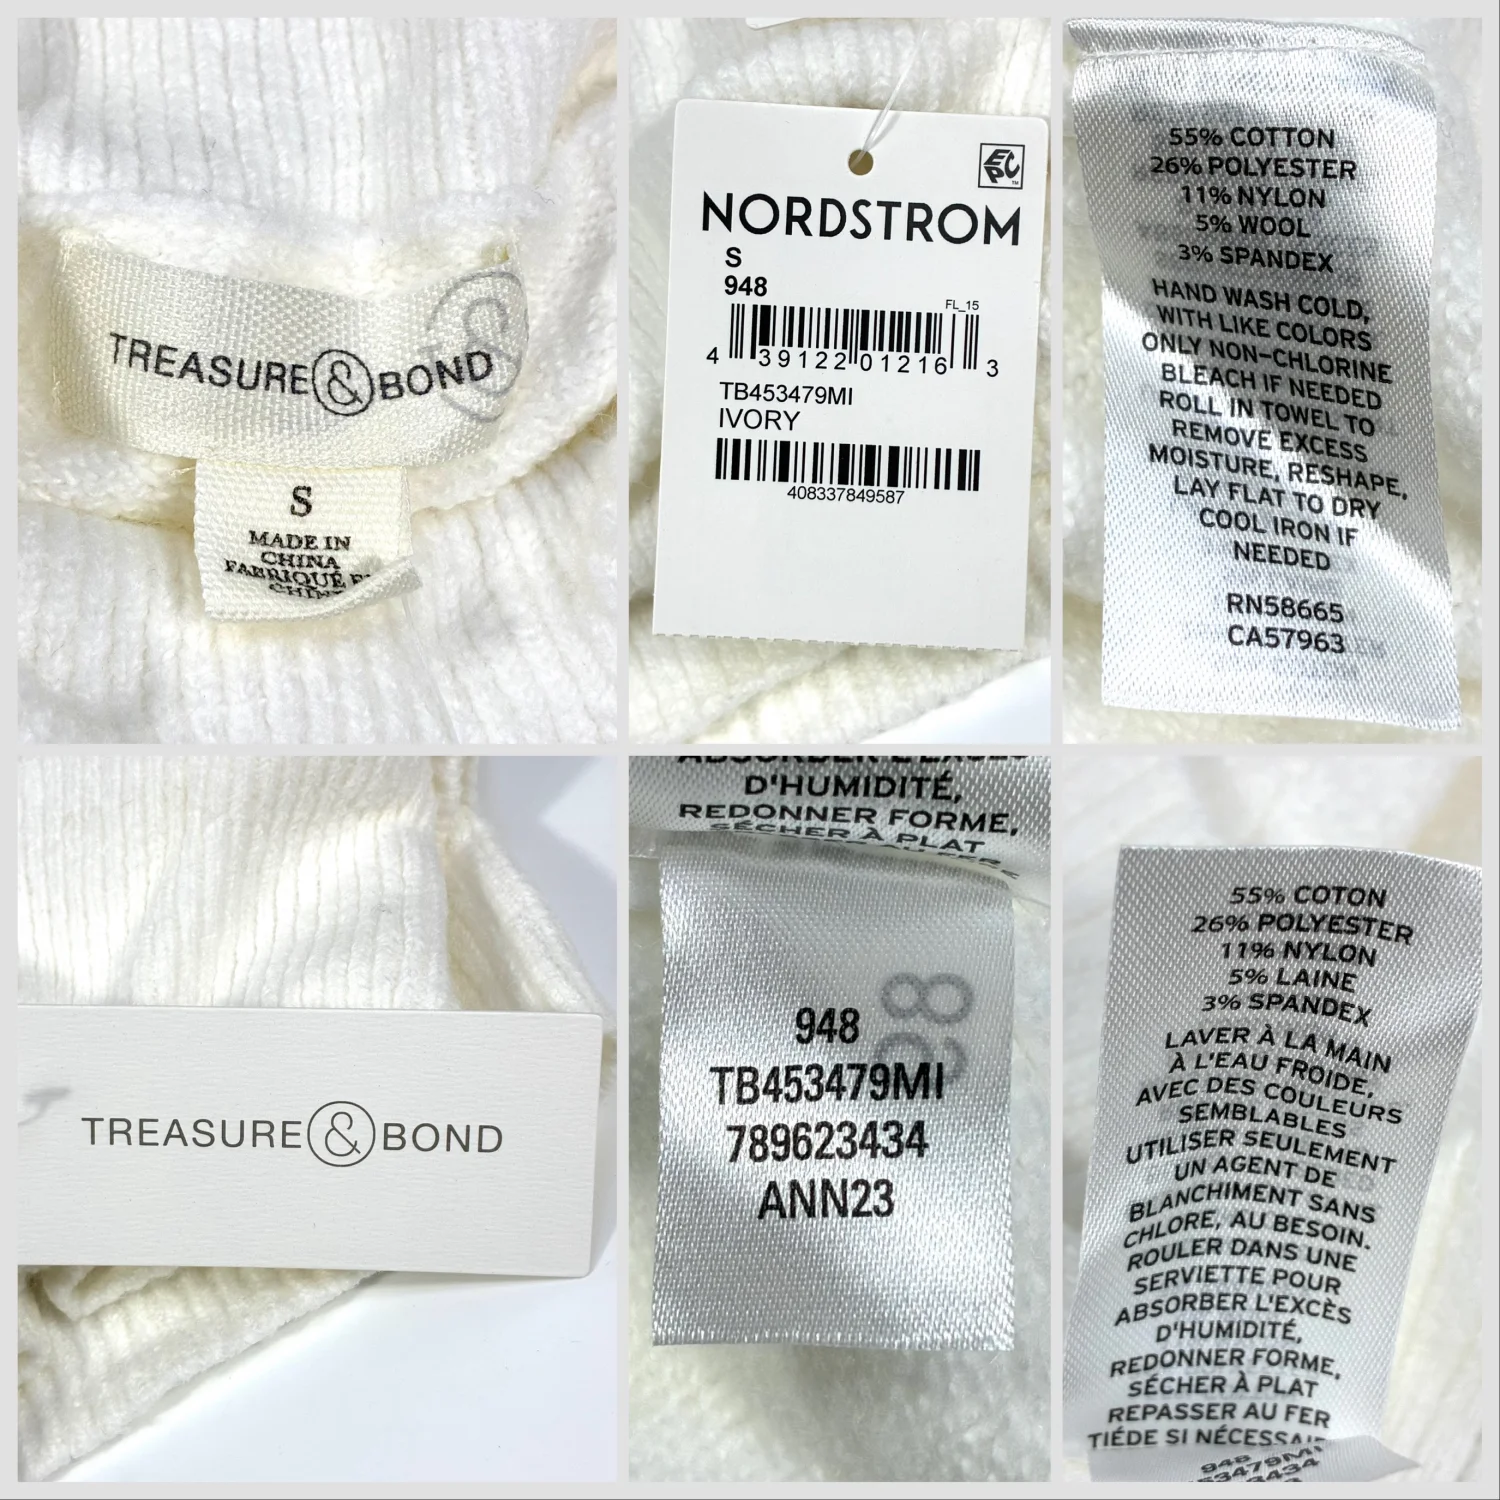 TREASURE & BOND
S
MADE IN
CHINA
FABRIQUÉ
NORDSTROM
S
948
FL_15
4 39122 01216 3
TB453479MI
IVORY
408337849587
55% COTTON
26% POLYESTER
11% NYLON
5% WOOL
3% SPANDEX
HAND WASH COLD,
WITH LIKE COLORS
ONLY NON-CHLORINE
BLEACH IF NEEDED
ROLL IN TOWEL TO
REMOVE EXCESS
MOISTURE, RESHAPE,
LAY FLAT TO DRY
COOL IRON IF
NEEDED
RN58665
CA57963
TREASURE & BOND
D'HUMIDITÉ,
REDONNER FORME,
SÉCHER À PLAT
948
TB453479MI
789623434
ANN23
55% COTON
26% POLYESTER
11% NYLON
5% LAINE
3% SPANDEX
LAVER À LA MAIN
À L'EAU FROIDE,
AVEC DES COULEURS
SEMBLABLES
UTILISER SEULEMENT
UN AGENT DE
BLANCHIMENT SANS
CHLORE, AU BESOIN.
ROULER DANS UNE
SERVIETTE POUR
ABSORBER L'EXCÈS
D'HUMIDITÉ,
REDONNER FORME,
SÉCHER À PLAT
REPASSER AU FER
TIÉDE SI
948